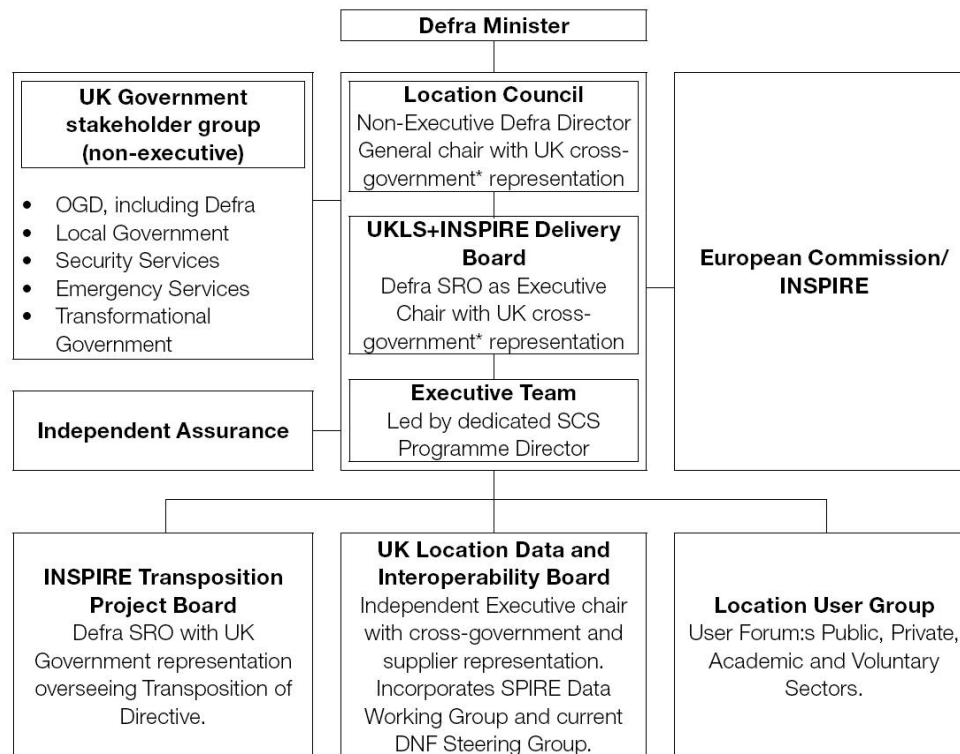 Defra Minister
UK Government
stakeholder group
(non-executive)
• OGD, including Defra
• Local Government
• Security Services
• Emergency Services
• Transformational
Government
Location Council
Non-Executive Defra Director
General chair with UK cross-
government* representation
UKLS+INSPIRE Delivery
Board
Defra SRO as Executive
Chair with UK cross-
government* representation
European Commission/
INSPIRE
Independent Assurance
Executive Team
Led by dedicated SCS
Programme Director
INSPIRE Transposition
Project Board
Defra SRO with UK
Government representation
overseeing Transposition of
Directive.
UK Location Data and
Interoperability Board
Independent Executive chair
with cross-government and
supplier representation.
Incorporates SPIRE Data
Working Group and current
DNF Steering Group.
Location User Group
User Forum:s Public, Private,
Academic and Voluntary
Sectors.